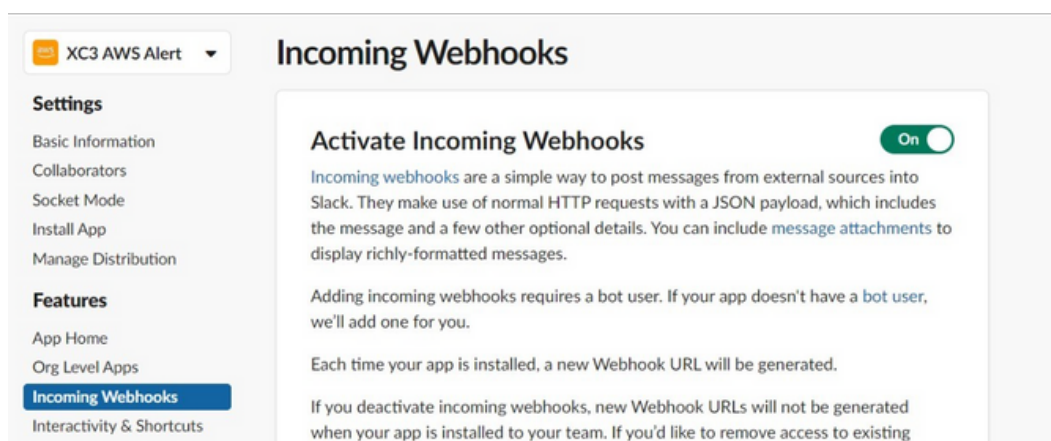 XC3 AWS Alert
Settings
Basic Information
Collaborators
Socket Mode
Install App
Manage Distribution
Features
App Home
Org Level Apps
Incoming Webhooks
Interactivity & Shortcuts
Incoming Webhooks
Activate Incoming Webhooks
On
Incoming webhooks are a simple way to post messages from external sources into
Slack. They make use of normal HTTP requests with a JSON payload, which includes
the message and a few other optional details. You can include message attachments to
display richly-formatted messages.
Adding incoming webhooks requires a bot user. If your app doesn't have a bot user,
we'll add one for you.
Each time your app is installed, a new Webhook URL will be generated.
If you deactivate incoming webhooks, new Webhook URLs will not be generated
when your app is installed to your team. If you'd like to remove access to existing